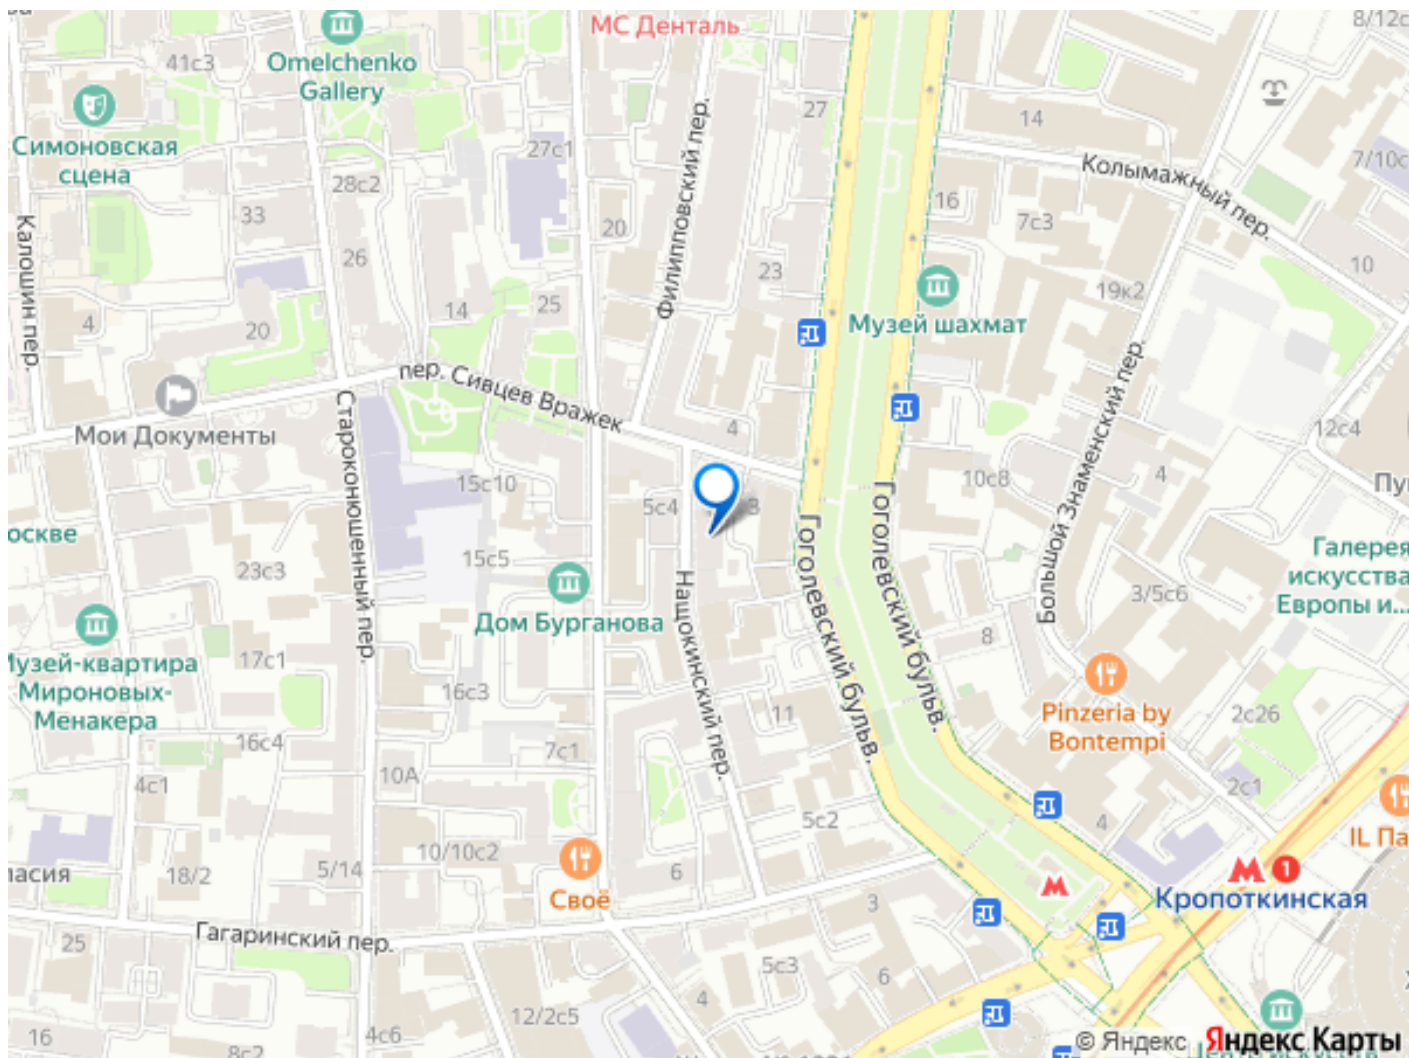 ва
МС Денталь
8/12с
41с3
Omelchenko
Gallery
27
14
Симоновская
сцена
27с1
Филипповский пер.
Колымажный пер.
7/10с
28с2
33
20
16
7с3
Калошин пер.
26
23
10
25
14
19к2
4
20
Музей шахмат
пер. Сивцев Вражек
Мои Документы
4
12с4
Староконюшенный пер.
15с10
5с4
3
10с8
4
Большой Знаменский пер.
Гоголевский бульв.
Гоголевский бульв.
оскве
Галерея
искусства
Европы и...
15с5
23с3
Нащокинский пер.
3/5с6
Дом Бурганова
8
Музей-квартира
Мироновых-
Менакера
17с1
16с3
11
Pinzeria by
Bontempi
2с26
16с4
7с1
4с1
10А
2с1
5с2
4
IL Па
10/10с2
5/14
18/2
6
ласия
Своё
М 1
Кропоткинская
М
3
Гагаринский пер.
25
5с3
6
4
12/2с5
16
4с6
8с2
© Яндекс Яндекс Карты